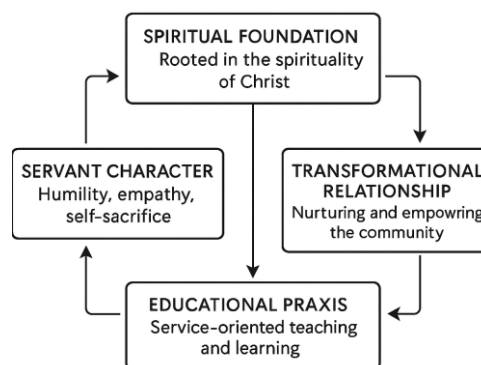 SPIRITUAL FOUNDATION
Rooted in the spirituality
of Christ
SERVANT CHARACTER
Humility, empathy,
self-sacrifice
TRANSFORMATIONAL
RELATIONSHIP
Nurturing and empowring
the community
EDUCATIONAL PRAXIS
Service-oriented teaching
and learning